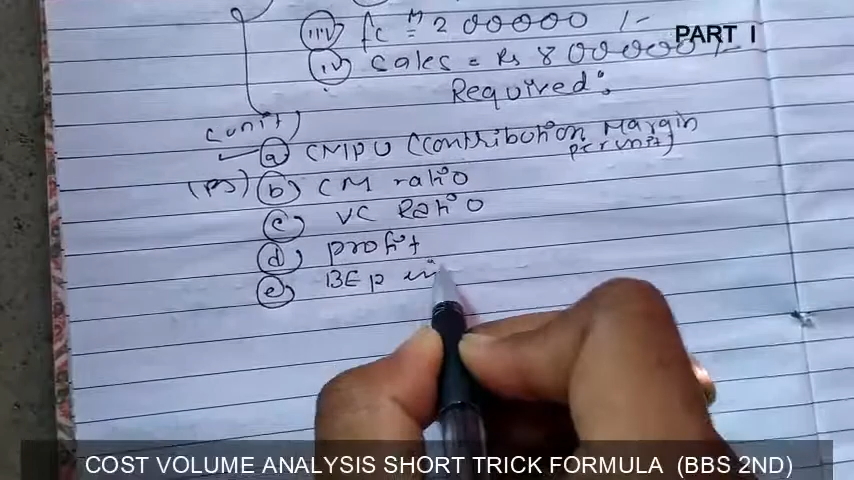 (iii) FC = 200000 /-
PART I
(iv) Sales = Rs 800000 /-
Required:
(unit)
(a) CMPU (Contribution Margin per unit)
(Rs) (b) CM ratio
(c) VC Ratio
(d) profit
(e) BEP in
COST VOLUME ANALYSIS SHORT TRICK FORMULA (BBS 2ND)